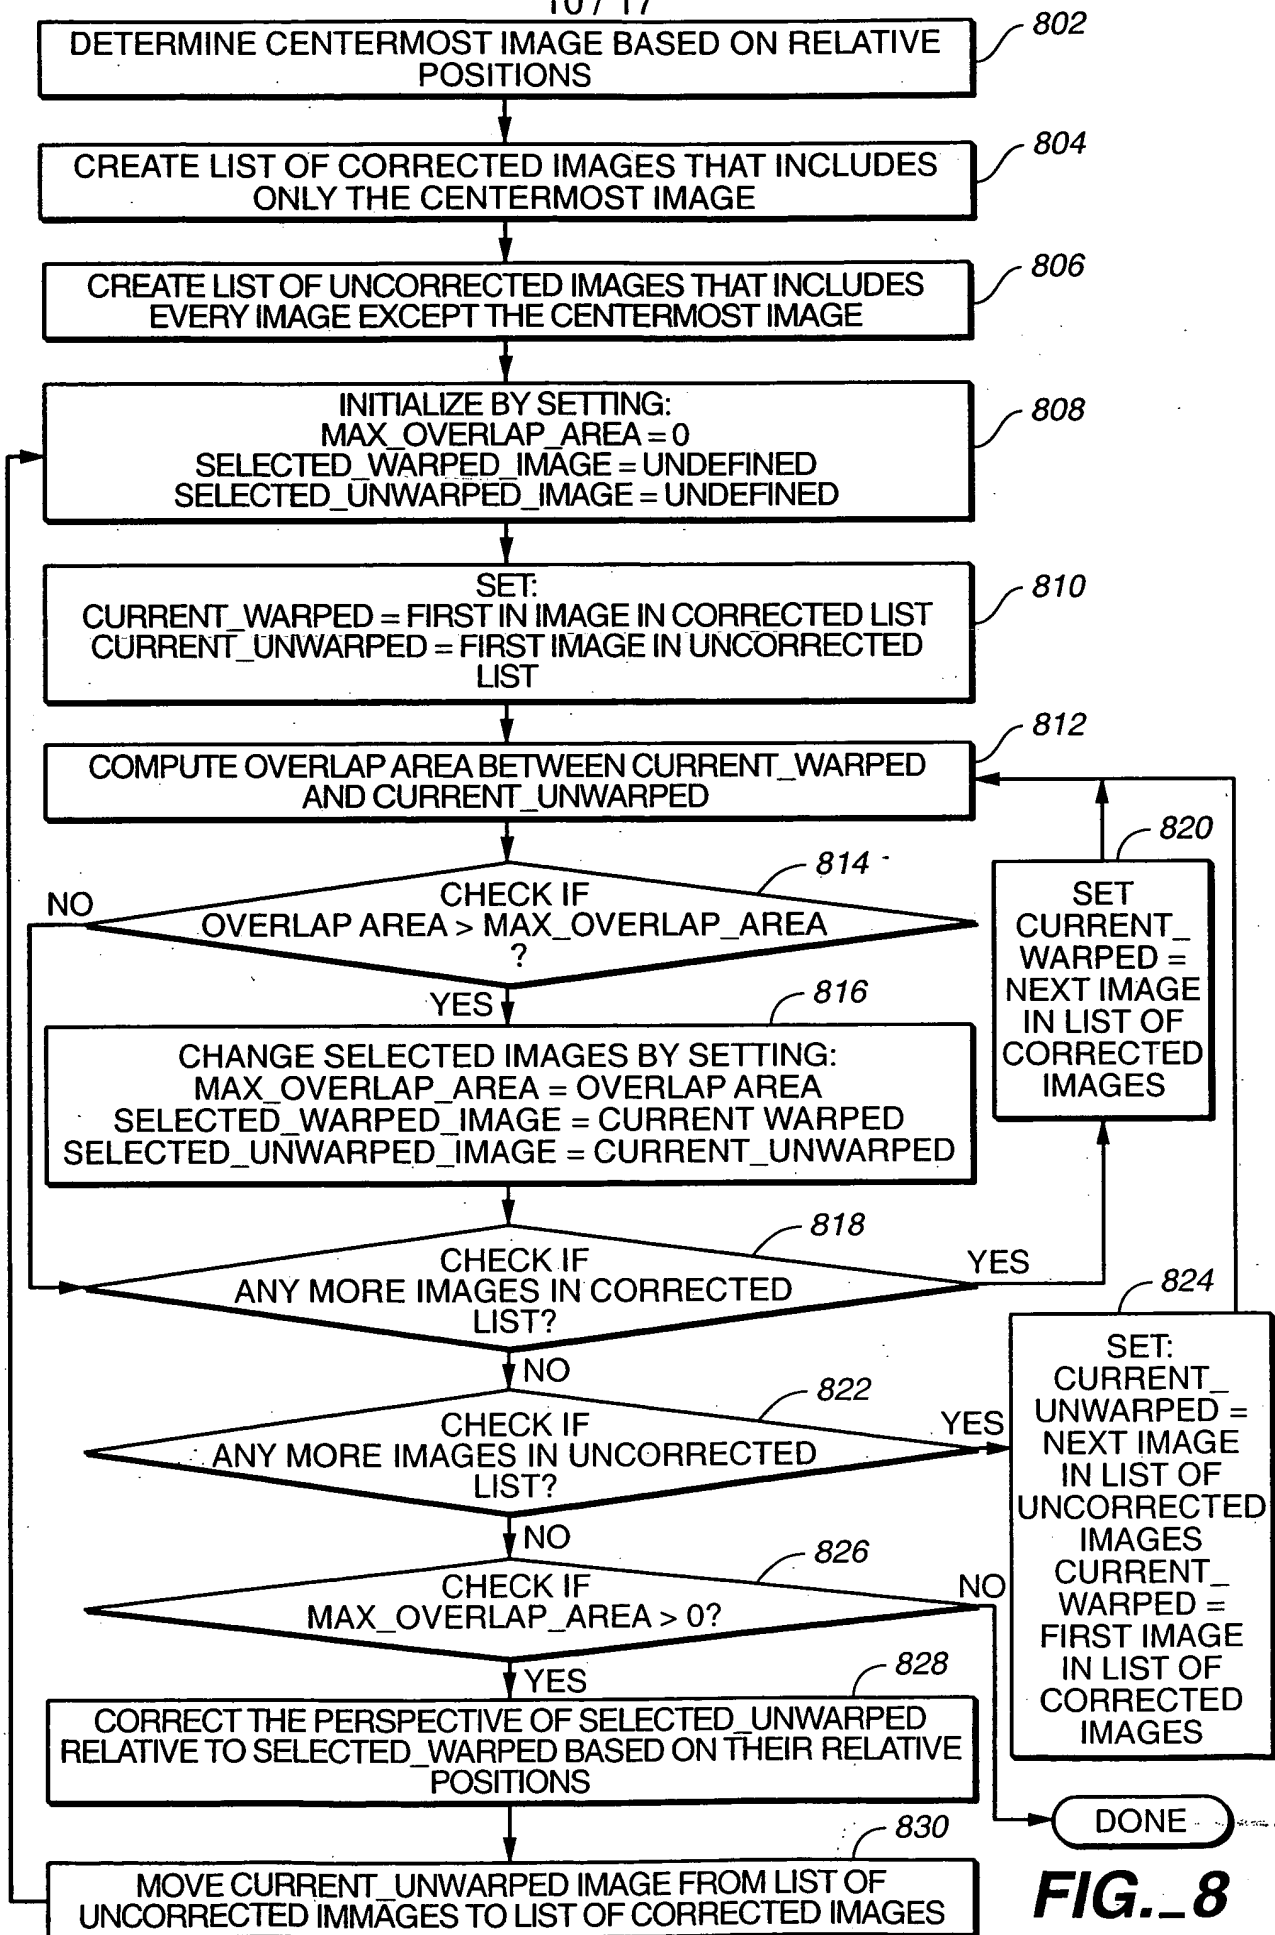 10 / 17
802
DETERMINE CENTERMOST IMAGE BASED ON RELATIVE
POSITIONS
804
CREATE LIST OF CORRECTED IMAGES THAT INCLUDES
ONLY THE CENTERMOST IMAGE
806
CREATE LIST OF UNCORRECTED IMAGES THAT INCLUDES
EVERY IMAGE EXCEPT THE CENTERMOST IMAGE
808
INITIALIZE BY SETTING:
MAX_OVERLAP_AREA = 0
SELECTED_WARPED_IMAGE = UNDEFINED
SELECTED_UNWARPED_IMAGE = UNDEFINED
810
SET:
CURRENT_WARPED = FIRST IN IMAGE IN CORRECTED LIST
CURRENT_UNWARPED = FIRST IMAGE IN UNCORRECTED
LIST
812
COMPUTE OVERLAP AREA BETWEEN CURRENT_WARPED
AND CURRENT_UNWARPED
814
NO
CHECK IF
OVERLAP AREA > MAX_OVERLAP_AREA
?
YES
816
CHANGE SELECTED IMAGES BY SETTING:
MAX_OVERLAP_AREA = OVERLAP AREA
SELECTED_WARPED_IMAGE = CURRENT WARPED
SELECTED_UNWARPED_IMAGE = CURRENT_UNWARPED
820
SET
CURRENT_
WARPED =
NEXT IMAGE
IN LIST OF
CORRECTED
IMAGES
818
CHECK IF
ANY MORE IMAGES IN CORRECTED
LIST?
YES
NO
822
CHECK IF
ANY MORE IMAGES IN UNCORRECTED
LIST?
YES
NO
824
SET:
CURRENT_
UNWARPED =
NEXT IMAGE
IN LIST OF
UNCORRECTED
IMAGES
CURRENT_
WARPED =
FIRST IMAGE
IN LIST OF
CORRECTED
IMAGES
826
CHECK IF
MAX_OVERLAP_AREA > 0?
NO
YES
828
CORRECT THE PERSPECTIVE OF SELECTED_UNWARPED
RELATIVE TO SELECTED_WARPED BASED ON THEIR RELATIVE
POSITIONS
DONE
830
MOVE CURRENT_UNWARPED IMAGE FROM LIST OF
UNCORRECTED IMMAGES TO LIST OF CORRECTED IMAGES
FIG._8